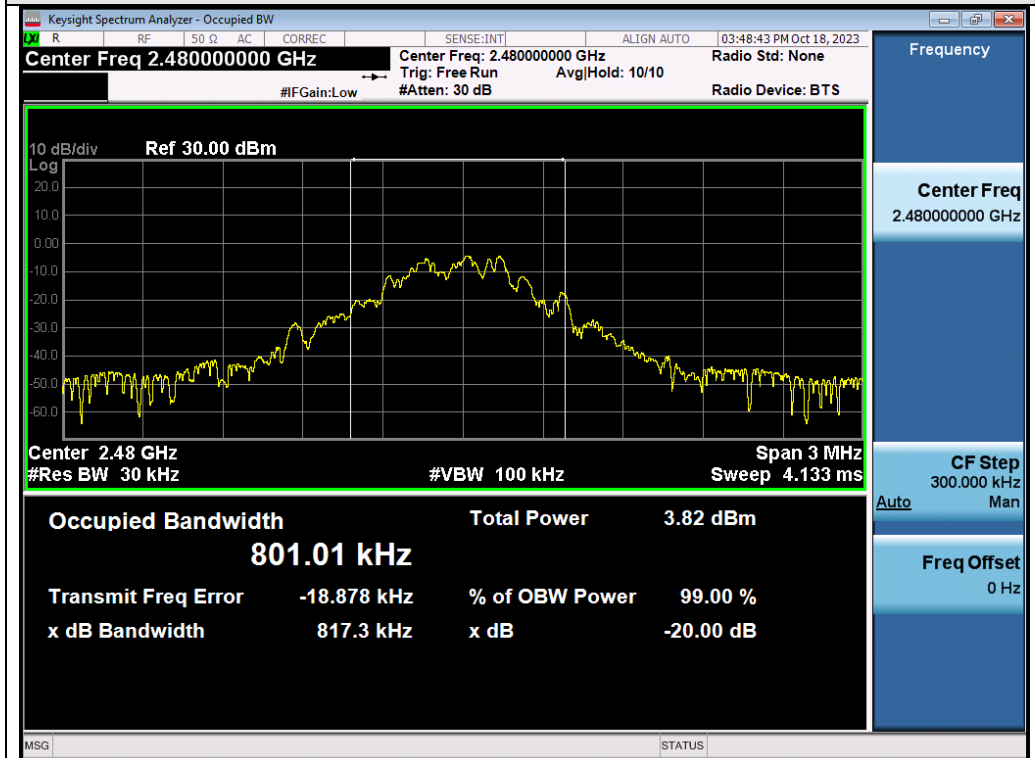 Keysight Spectrum Analyzer - Occupied BW
LXI R RF 50 Ω AC CORREC SENSE:INT ALIGN AUTO 03:48:43 PM Oct 18, 2023
Center Freq 2.480000000 GHz
Center Freq: 2.480000000 GHz
Radio Std: None
Trig: Free Run Avg|Hold: 10/10
#IFGain:Low
#Atten: 30 dB
Radio Device: BTS
10 dB/div Ref 30.00 dBm
Log
20.0
10.0
0.00
-10.0
-20.0
-30.0
-40.0
-50.0
-60.0
Center 2.48 GHz Span 3 MHz
#Res BW 30 kHz #VBW 100 kHz Sweep 4.133 ms
Occupied Bandwidth Total Power 3.82 dBm
801.01 kHz
Transmit Freq Error -18.878 kHz % of OBW Power 99.00 %
x dB Bandwidth 817.3 kHz x dB -20.00 dB
Frequency
Center Freq
2.480000000 GHz
CF Step
300.000 kHz
Auto Man
Freq Offset
0 Hz
MSG STATUS